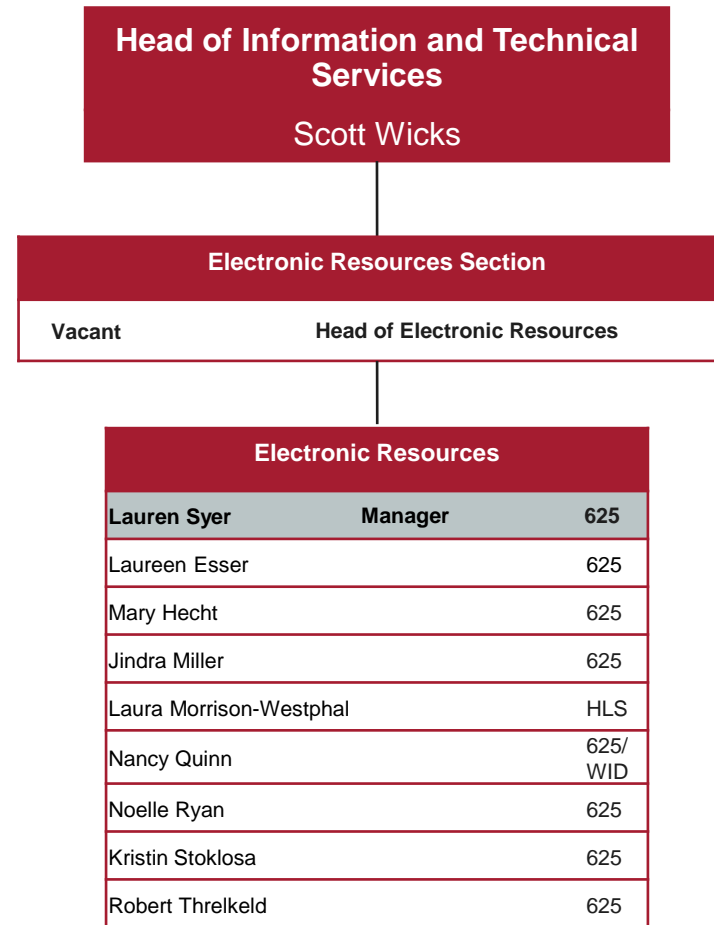 Head of Information and Technical
Services
Scott Wicks
Electronic Resources Section
Vacant Head of Electronic Resources
Electronic Resources
Lauren Syer Manager 625
Laureen Esser 625
Mary Hecht 625
Jindra Miller 625
Laura Morrison-Westphal HLS
Nancy Quinn 625/
WID
Noelle Ryan 625
Kristin Stoklosa 625
Robert Threlkeld 625